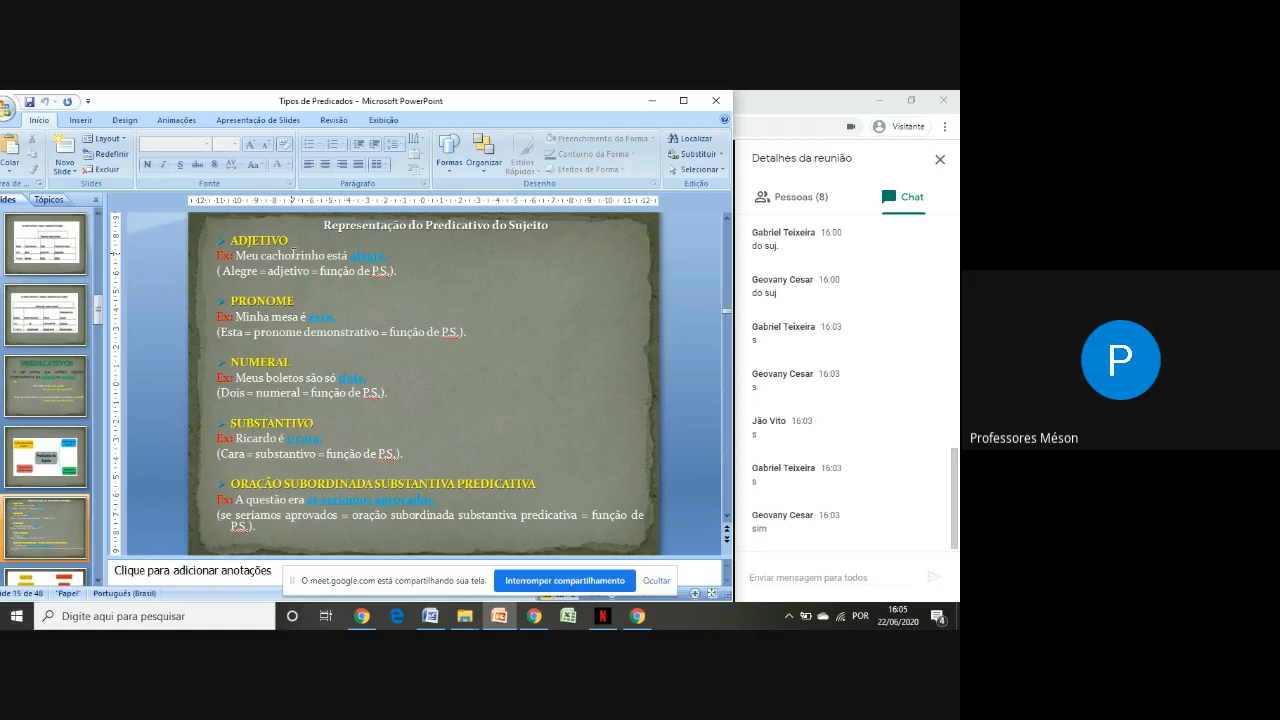 Tipos de Predicados - Microsoft PowerPoint
Início Inserir Design Animações Apresentação de Slides Revisão Exibição
Colar
Novo Slide
Layout
Redefinir
Excluir
Slides
Fonte
Parágrafo
Formas Organizar Estilos Rápidos
Preenchimento da Forma
Contorno da Forma
Efeitos de Forma
Desenho
Localizar
Substituir
Selecionar
Edição
Tópicos
PREDICATIVOS
Representação do Predicativo do Sujeito
ADJETIVO
Ex: Meu cachorrinho está alegre.
( Alegre = adjetivo = função de P.S.).
PRONOME
Ex: Minha mesa é esta.
(Esta = pronome demonstrativo = função de P.S.).
NUMERAL
Ex: Meus boletos são só dois.
(Dois = numeral = função de P.S.).
SUBSTANTIVO
Ex: Ricardo é o cara.
(Cara = substantivo = função de P.S.).
ORAÇÃO SUBORDINADA SUBSTANTIVA PREDICATIVA
Ex: A questão era se seríamos aprovados.
(se seríamos aprovados = oração subordinada substantiva predicativa = função de
P.S.).
Clique para adicionar anotações
O meet.google.com está compartilhando sua tela.
Interromper compartilhamento
Ocultar
de 15 de 48 "Papel" Português (Brasil)
Digite aqui para pesquisar
POR
16:05
22/06/2020
4
Visitante
Detalhes da reunião
Pessoas (8) Chat
Gabriel Teixeira 16:00
do suj.
Geovany Cesar 16:00
do suj
Gabriel Teixeira 16:03
s
Geovany Cesar 16:03
s
Jão Vito 16:03
s
Gabriel Teixeira 16:03
s
Geovany Cesar 16:03
sim
Enviar mensagem para todos
P
Professores Méson